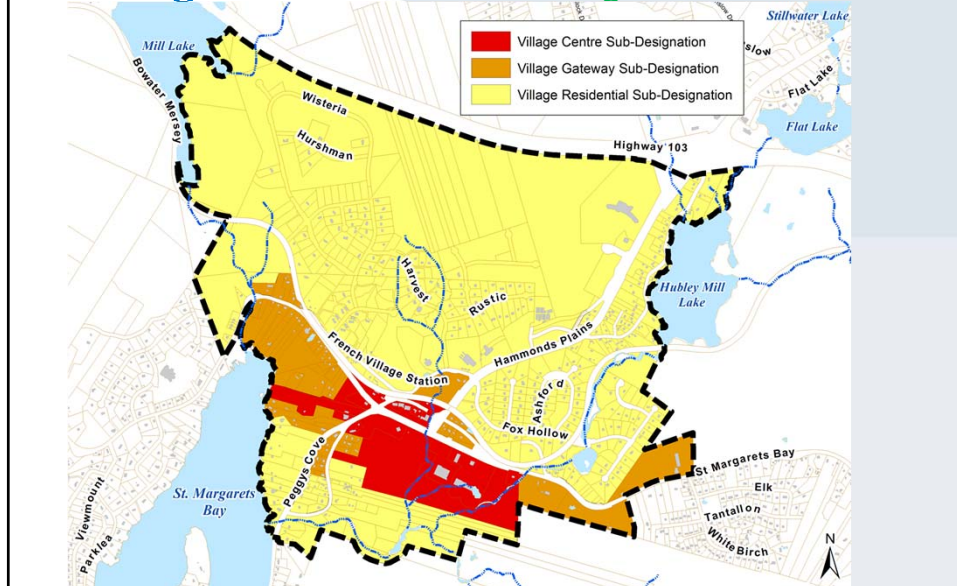 Stillwater Lake
Mill Lake
Village Centre Sub-Designation
Village Gateway Sub-Designation
Village Residential Sub-Designation
Flat Lake
Flat Lake
Bowater Mersey
Wisteria
Hurshman
Highway 103
Harvest
Rustic
Hubley Mill
Lake
Hammonds Plains
French Village Station
Ashford
Fox Hollow
Peggys Cove
St Margarets Bay
Elk
Tantallon
White Birch
St. Margarets
Bay
Viewmount
Parklea
N